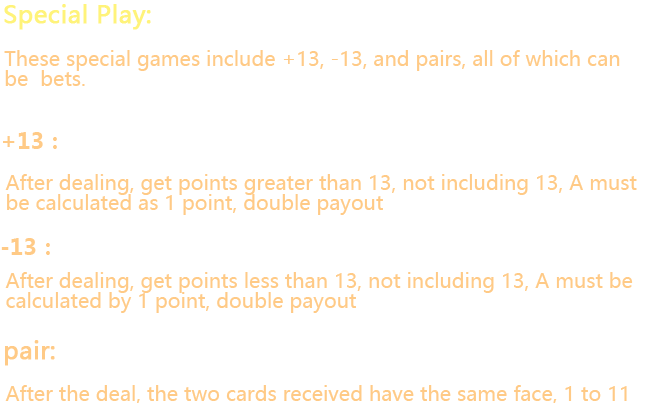 Special Play:
These special games include +13, -13, and pairs, all of which can
be  bets.
+13 :
After dealing, get points greater than 13, not including 13, A must
be calculated as 1 point, double payout
-13 :
After dealing, get points less than 13, not including 13, A must be
calculated by 1 point, double payout
pair:
After the deal, the two cards received have the same face, 1 to 11